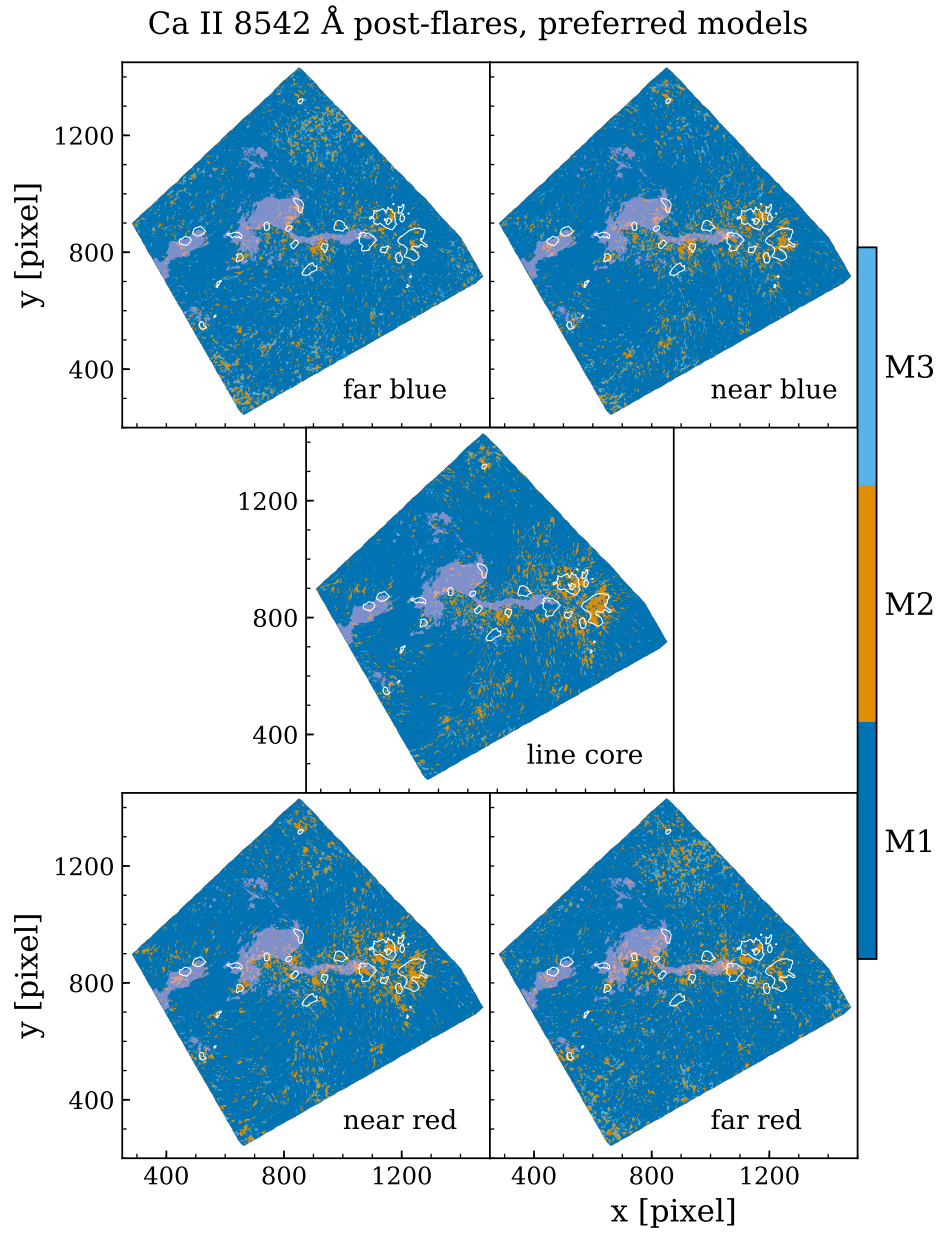 Ca II 8542 Å post-flares, preferred models
1200
800
400
y [pixel]
far blue
near blue
M3
M2
M1
1200
800
400
line core
1200
800
400
y [pixel]
near red
far red
400 800 1200 400 800 1200
x [pixel]